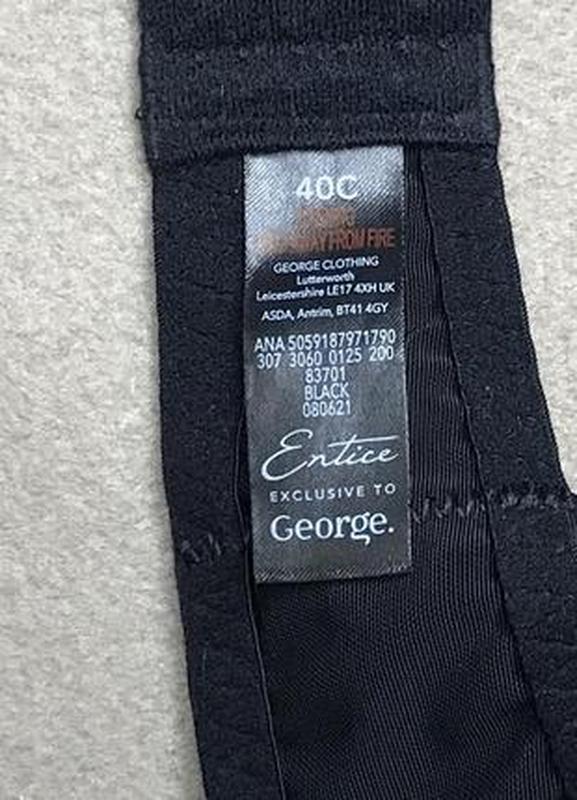 40C
AWAY FROM FIRE
GEORGE CLOTHING
Lutterworth
Leicestershire LE17 4XH UK
ASDA, Antrim, BT41 4GY
ANA 5059187971790
307 3060 0125 200
83701
BLACK
080621
Entice
EXCLUSIVE TO
George.